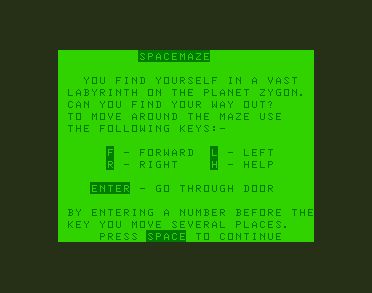 SPACEMAZE
YOU FIND YOURSELF IN A VAST
LABYRINTH ON THE PLANET ZYGON.
CAN YOU FIND YOUR WAY OUT?
TO MOVE AROUND THE MAZE USE
THE FOLLOWING KEYS:-
F - FORWARD L - LEFT
R - RIGHT H - HELP
ENTER - GO THROUGH DOOR
BY ENTERING A NUMBER BEFORE THE
KEY YOU MOVE SEVERAL PLACES.
PRESS SPACE TO CONTINUE